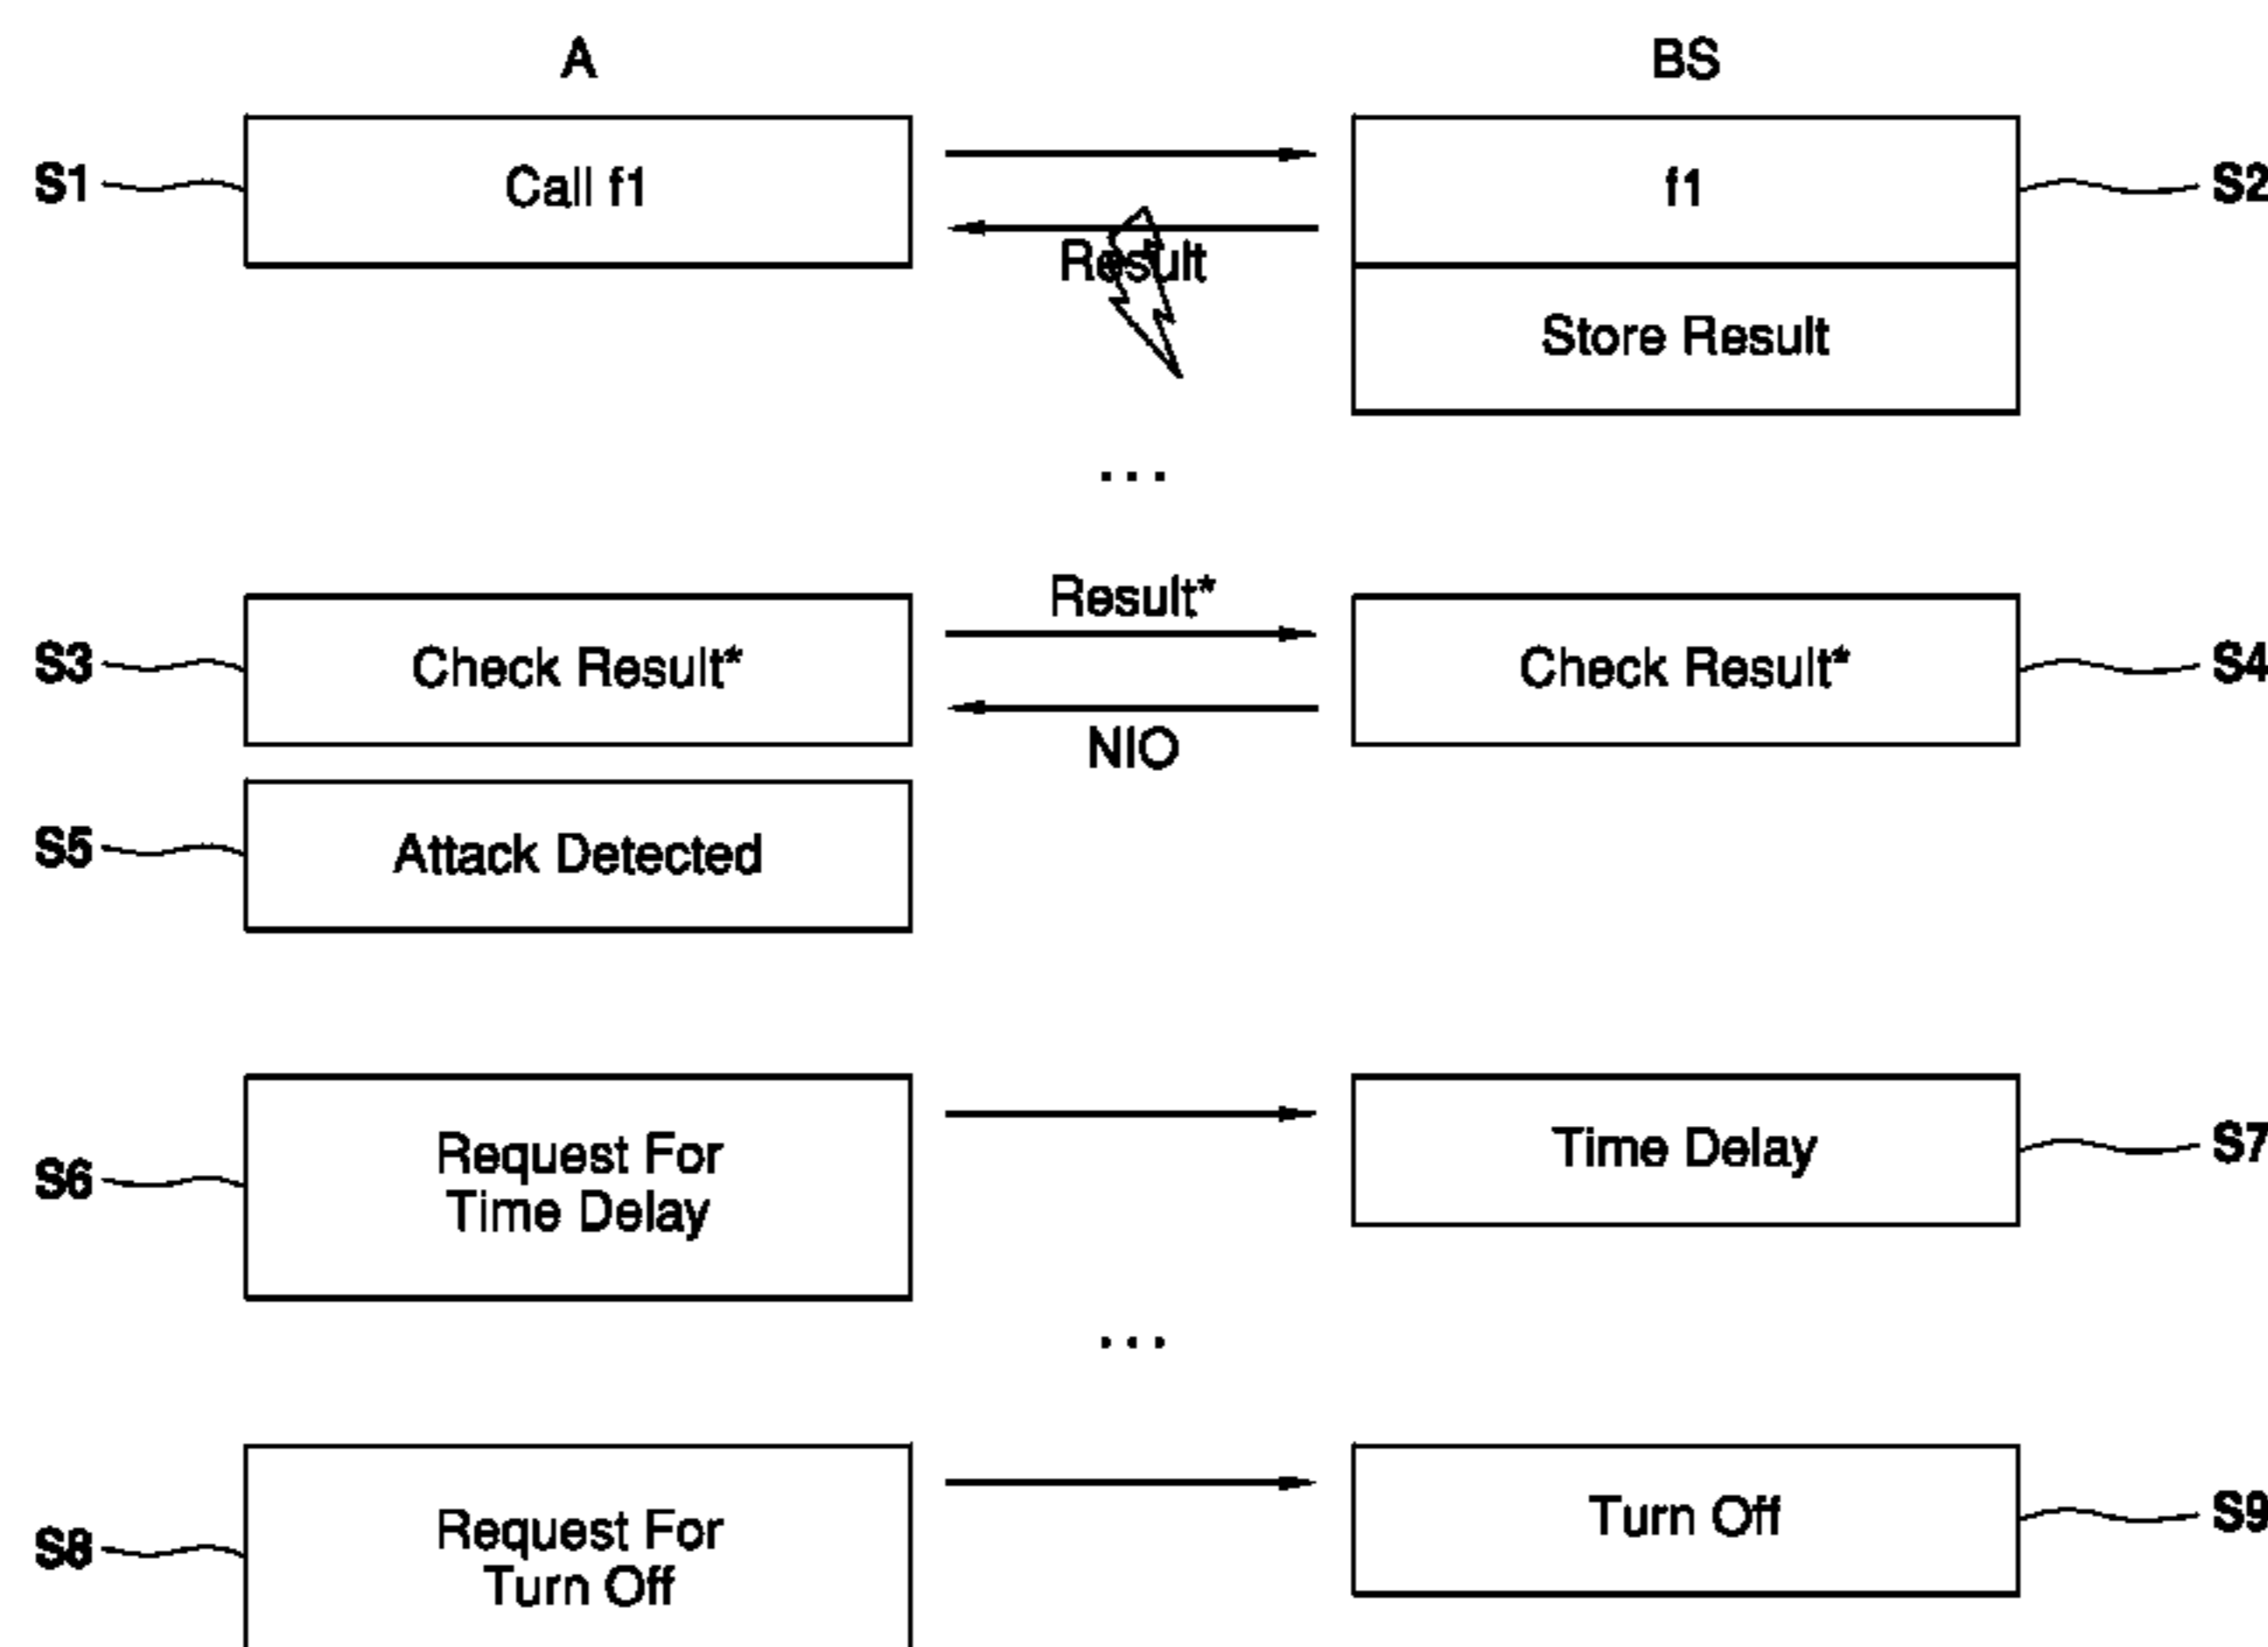 A
BS
S1
Call f1
f1
S2
Result
Store Result
...
Result*
S3
Check Result*
Check Result*
S4
NIO
S5
Attack Detected
S6
Request For
Time Delay
Time Delay
S7
...
S8
Request For
Turn Off
Turn Off
S9